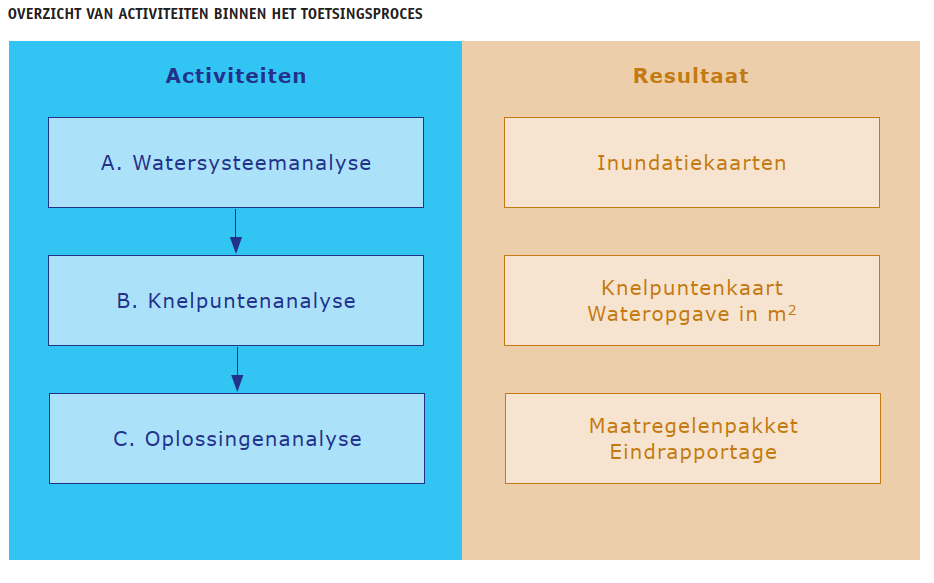 OVERZICHT VAN ACTIVITEITEN BINNEN HET TOETSINGSPROCES
Activiteiten
Resultaat
A. Watersysteemanalyse
Inundatiekaarten
B. Knelpuntenanalyse
Knelpuntenkaart
Wateropgave in m²
C. Oplossingenanalyse
Maatregelenpakket
Eindrapportage